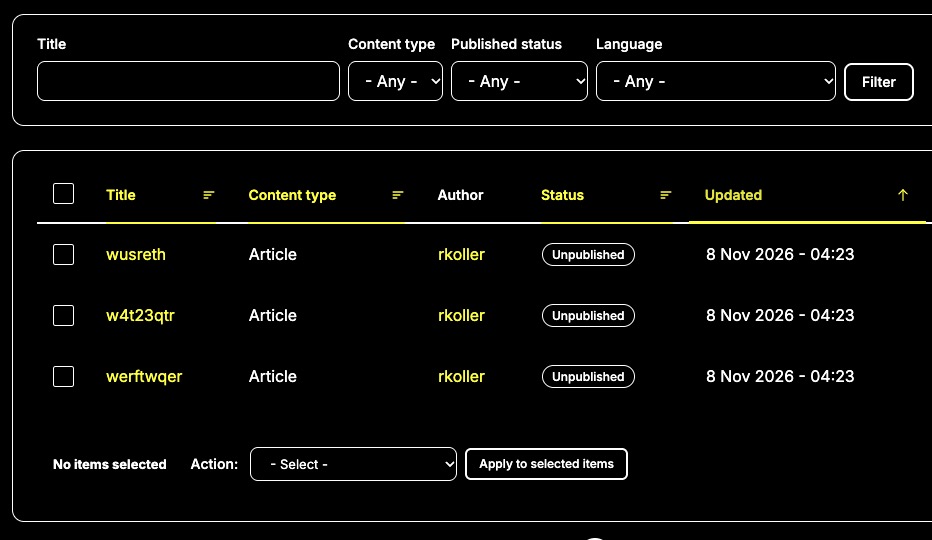 Title Content type Published status Language
- Any - - Any - - Any - Filter
Title Content type Author Status Updated
wusreth Article rkoller Unpublished 8 Nov 2026 - 04:23
w4t23qtr Article rkoller Unpublished 8 Nov 2026 - 04:23
werftwqer Article rkoller Unpublished 8 Nov 2026 - 04:23
No items selected Action: - Select - Apply to selected items